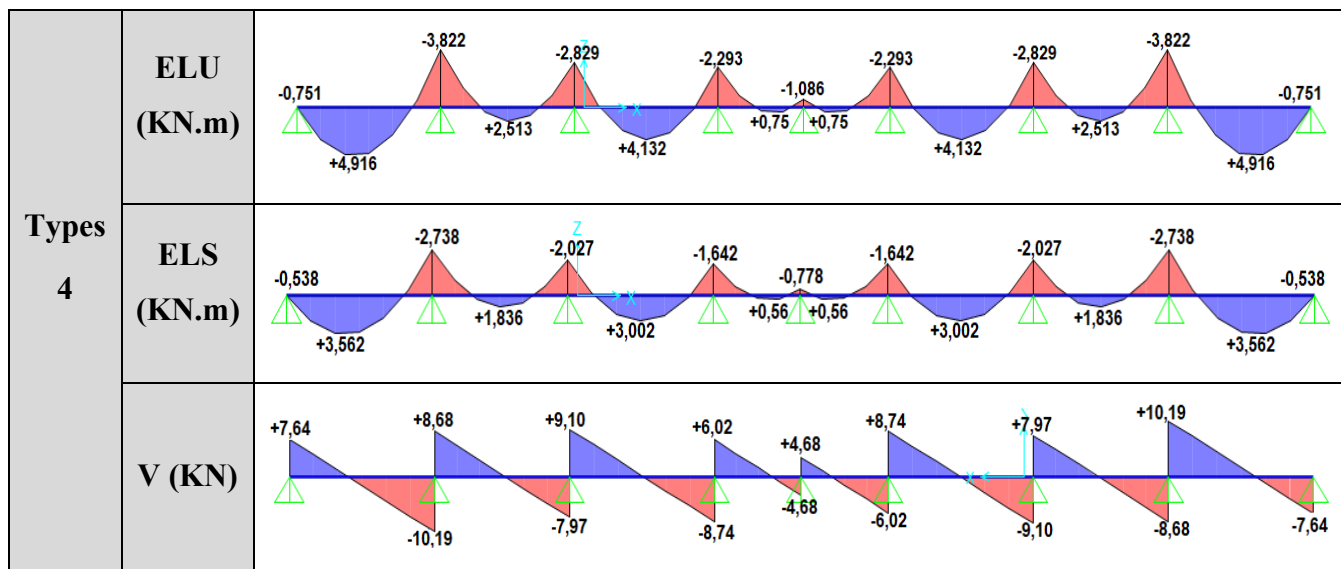 Types
4
ELU
(KN.m)
-0,751 -3,822 -2,829 -2,293 -1,086 -2,293 -2,829 -3,822 -0,751
Z
X
+4,916 +2,513 +4,132 +0,75 +0,75 +4,132 +2,513 +4,916
ELS
(KN.m)
-0,538 -2,738 -2,027 -1,642 -0,778 -1,642 -2,027 -2,738 -0,538
Z
X
+3,562 +1,836 +3,002 +0,56 +0,56 +3,002 +1,836 +3,562
V (KN)
+7,64 +8,68 +9,10 +6,02 +4,68 +8,74 +7,97 +10,19
-10,19 -7,97 -8,74 -4,68 -6,02 -9,10 -8,68 -7,64